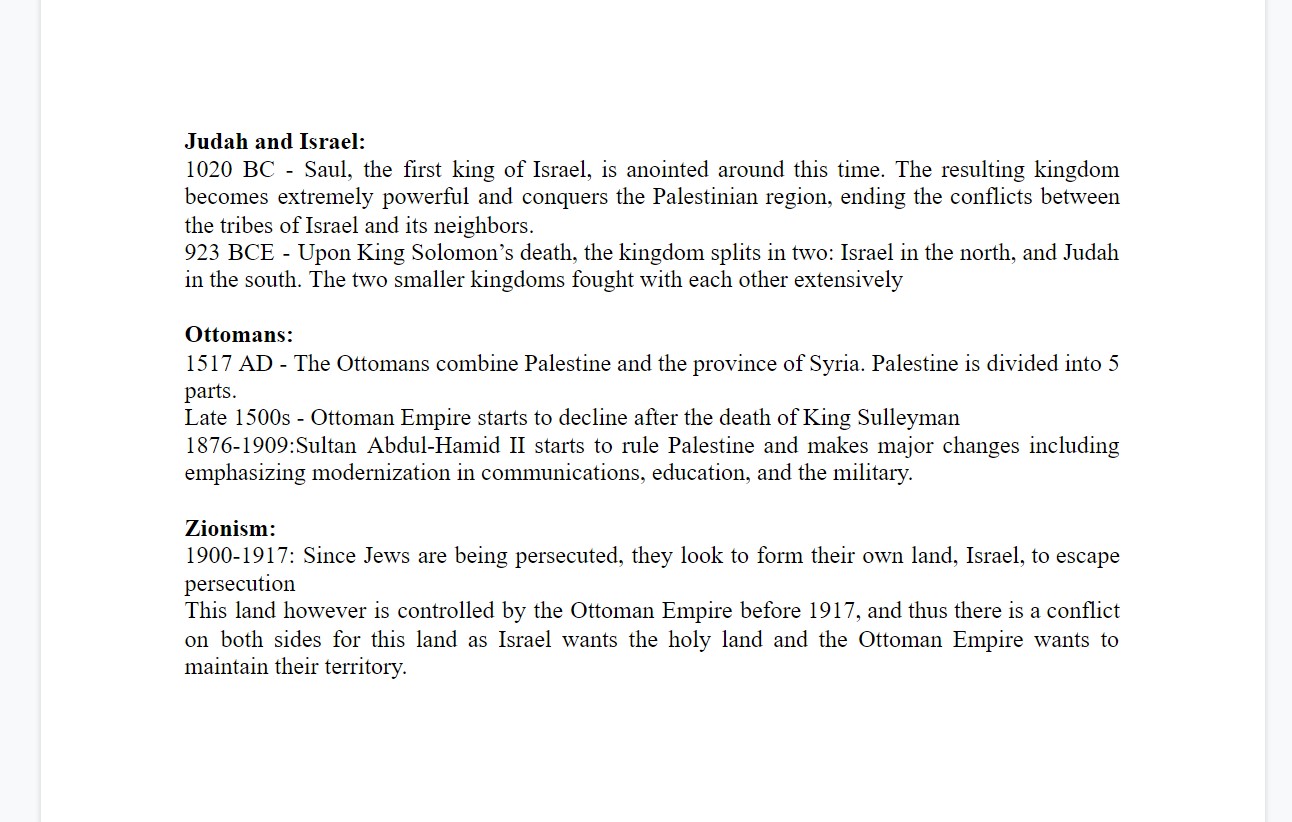 Judah and Israel:
1020 BC - Saul, the first king of Israel, is anointed around this time. The resulting kingdom
becomes extremely powerful and conquers the Palestinian region, ending the conflicts between
the tribes of Israel and its neighbors.
923 BCE - Upon King Solomon’s death, the kingdom splits in two: Israel in the north, and Judah
in the south. The two smaller kingdoms fought with each other extensively
Ottomans:
1517 AD - The Ottomans combine Palestine and the province of Syria. Palestine is divided into 5
parts.
Late 1500s - Ottoman Empire starts to decline after the death of King Sulleyman
1876-1909:Sultan Abdul-Hamid II starts to rule Palestine and makes major changes including
emphasizing modernization in communications, education, and the military.
Zionism:
1900-1917: Since Jews are being persecuted, they look to form their own land, Israel, to escape
persecution
This land however is controlled by the Ottoman Empire before 1917, and thus there is a conflict
on both sides for this land as Israel wants the holy land and the Ottoman Empire wants to
maintain their territory.